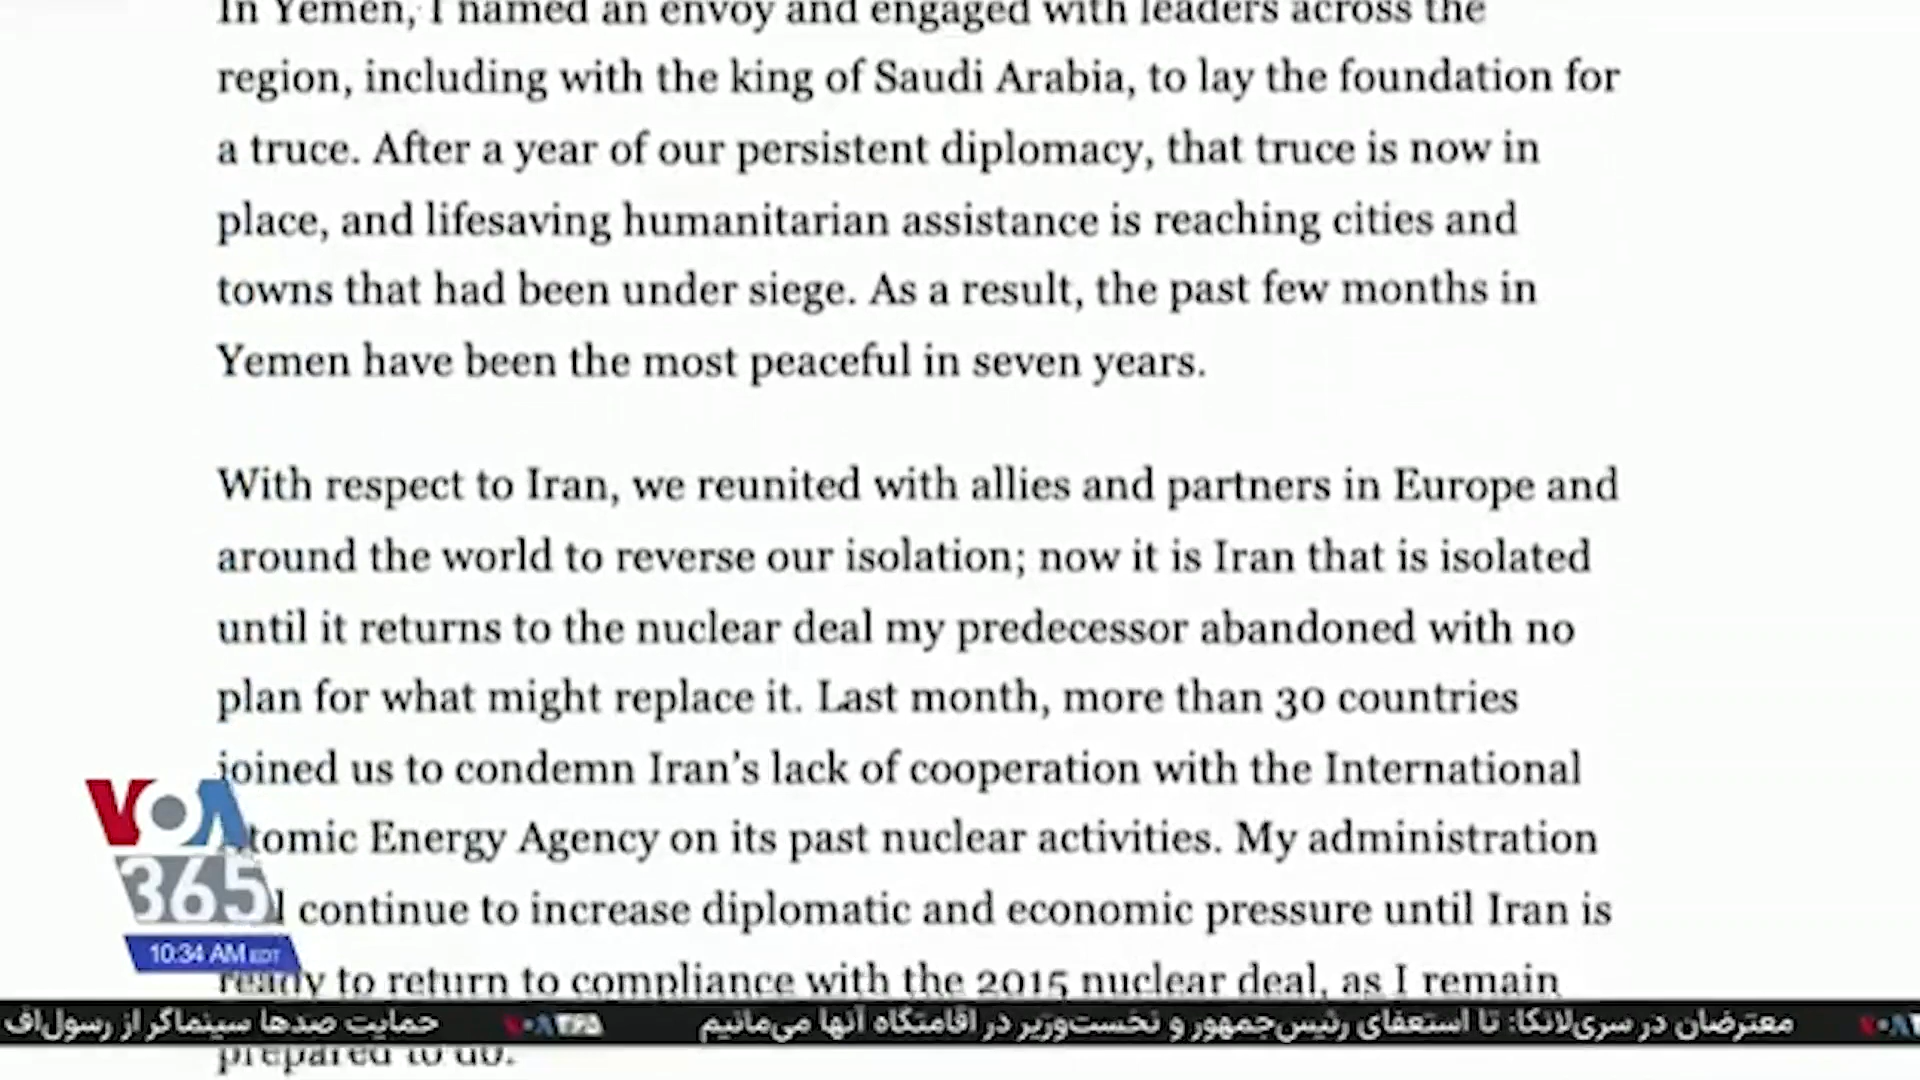 In Yemen, I named an envoy and engaged with leaders across the
region, including with the king of Saudi Arabia, to lay the foundation for
a truce. After a year of our persistent diplomacy, that truce is now in
place, and lifesaving humanitarian assistance is reaching cities and
towns that had been under siege. As a result, the past few months in
Yemen have been the most peaceful in seven years.
With respect to Iran, we reunited with allies and partners in Europe and
around the world to reverse our isolation; now it is Iran that is isolated
until it returns to the nuclear deal my predecessor abandoned with no
plan for what might replace it. Last month, more than 30 countries
joined us to condemn Iran’s lack of cooperation with the International
tomic Energy Agency on its past nuclear activities. My administration
l continue to increase diplomatic and economic pressure until Iran is
ready to return to compliance with the 2015 nuclear deal, as I remain
prepared to do.
VOA
365
10:34 AM EDT
معترضان در سری‌لانکا: تا استعفای رئیس‌جمهور و نخست‌وزیر در اقامتگاه آنها می‌مانیم VOA365 حمایت صدها سینماگر از رسول‌اف